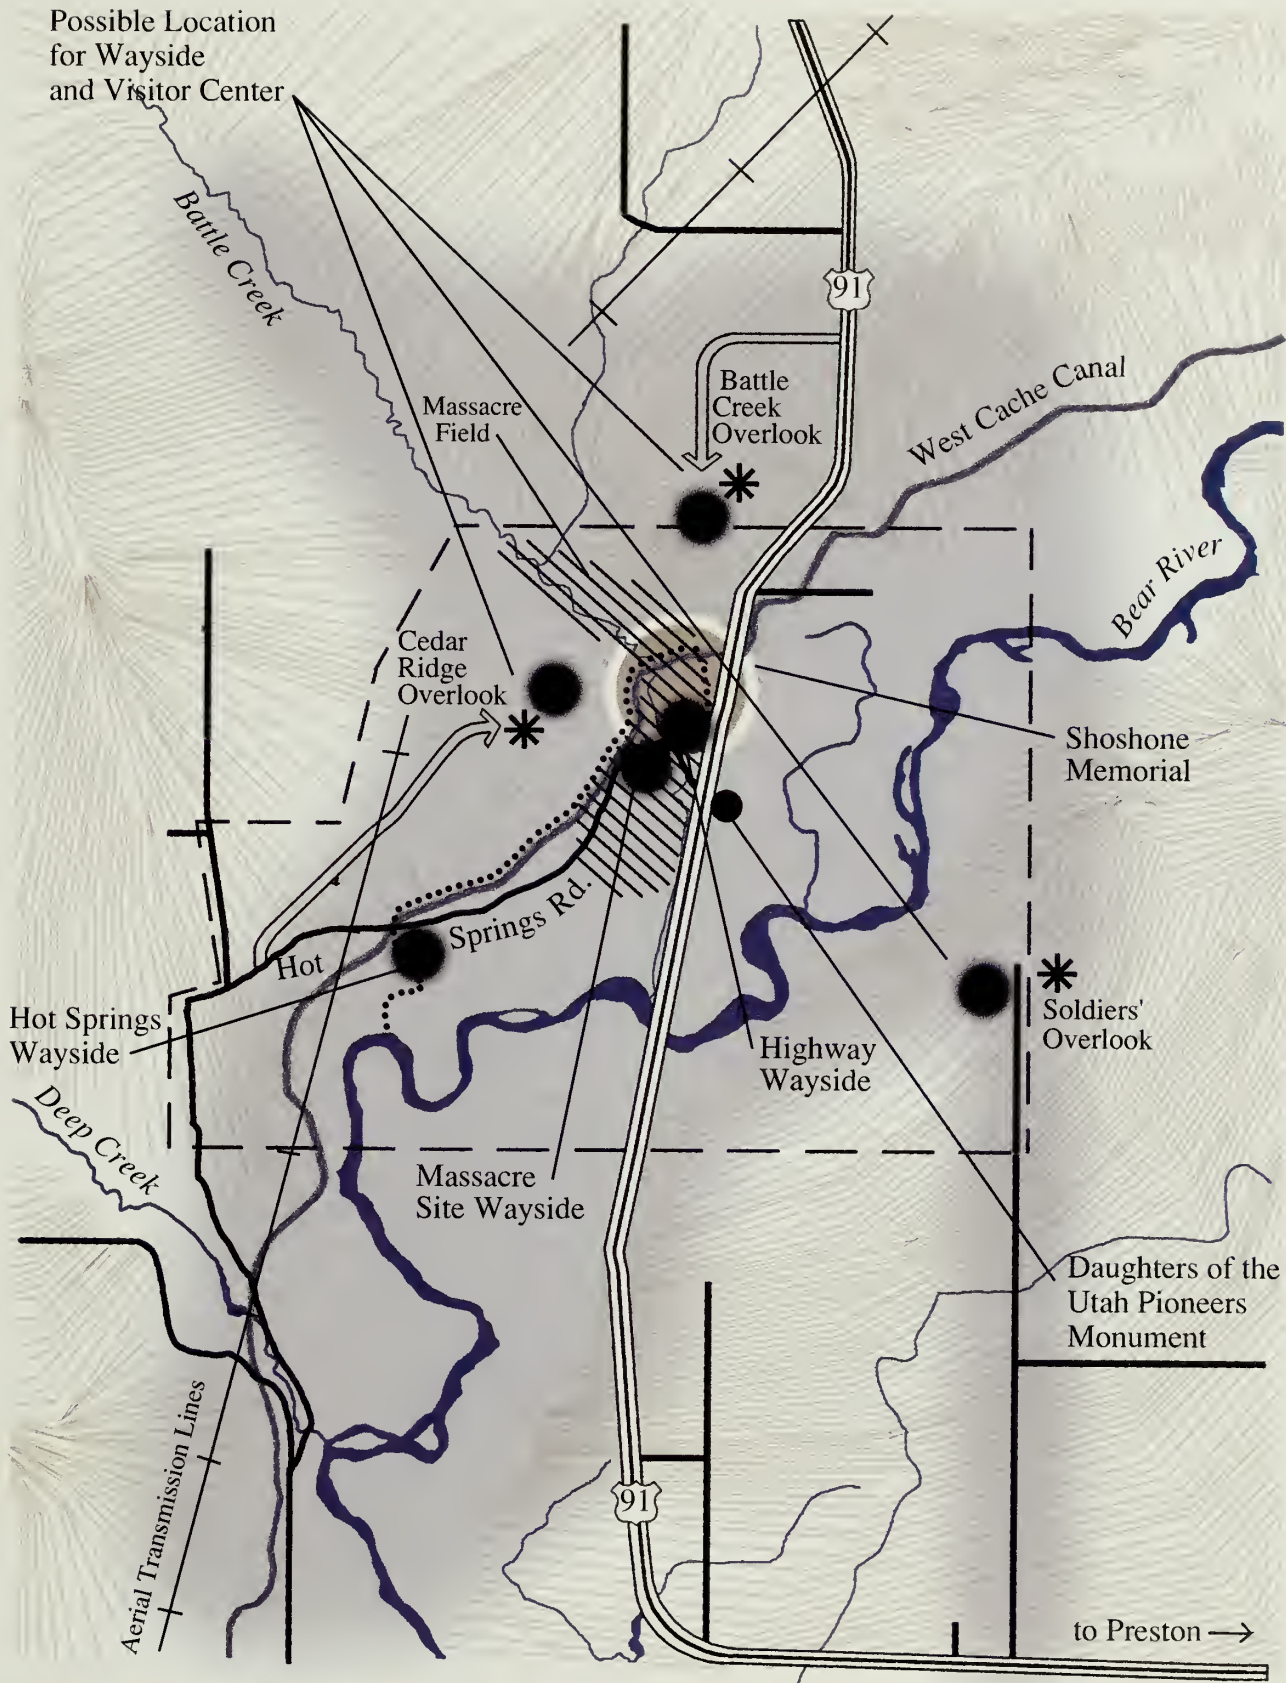 Possible Location
for Wayside
and Visitor Center
Battle Creek
91
Battle
Creek
Overlook
Massacre
Field
West Cache Canal
Bear River
Cedar
Ridge
Overlook
Shoshone
Memorial
Hot Springs Rd.
Hot Springs
Wayside
Soldiers'
Overlook
Highway
Wayside
Deep Creek
Massacre
Site Wayside
Daughters of the
Utah Pioneers
Monument
Aerial Transmission Lines
91
to Preston